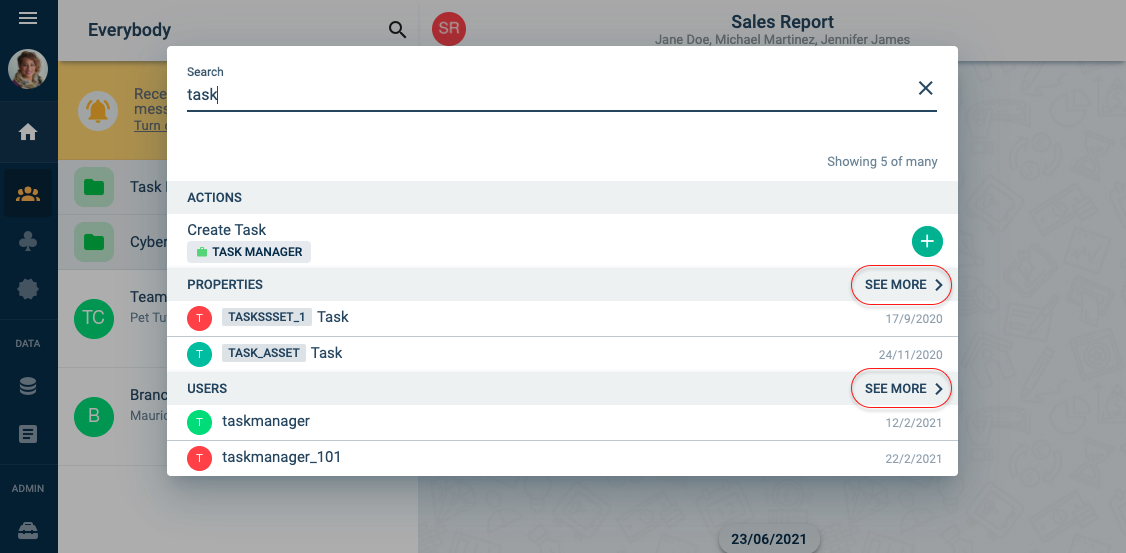 Everybody
SR
Sales Report
Jane Doe, Michael Martinez, Jennifer James
Search
task
Showing 5 of many
ACTIONS
Create Task
TASK MANAGER
PROPERTIES
SEE MORE
T TASKSSET_1 Task
17/9/2020
T TASK_ASSET Task
24/11/2020
USERS
SEE MORE
T taskmanager
12/2/2021
T taskmanager_101
22/2/2021
Rece
mess
Turn
Task
Cyber
TC
Team
Pet Tu
B
Branc
Mauric
DATA
ADMIN
23/06/2021